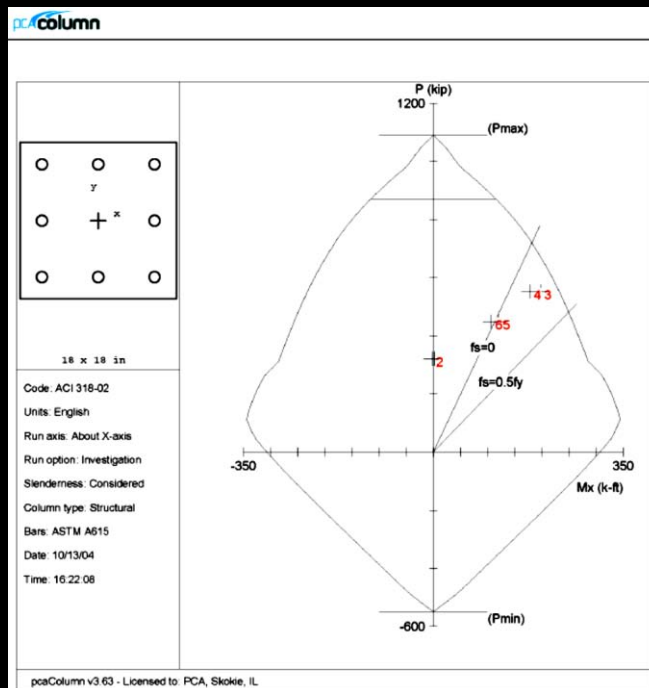 pcAcolumn
P (kip)
1200
(Pmax)
y
x
18 x 18 in
4 3
65
2
fs=0
fs=0.5fy
-350
350
Mx (k-ft)
-600
(Pmin)
Code: ACI 318-02
Units: English
Run axis: About X-axis
Run option: Investigation
Slenderness: Considered
Column type: Structural
Bars: ASTM A615
Date: 10/13/04
Time: 16:22:08
pcaColumn v3.63 - Licensed to: PCA, Skokie, IL